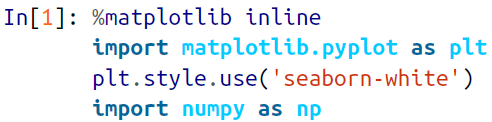 In[1]: %matplotlib inline
import matplotlib.pyplot as plt
plt.style.use('seaborn-white')
import numpy as np